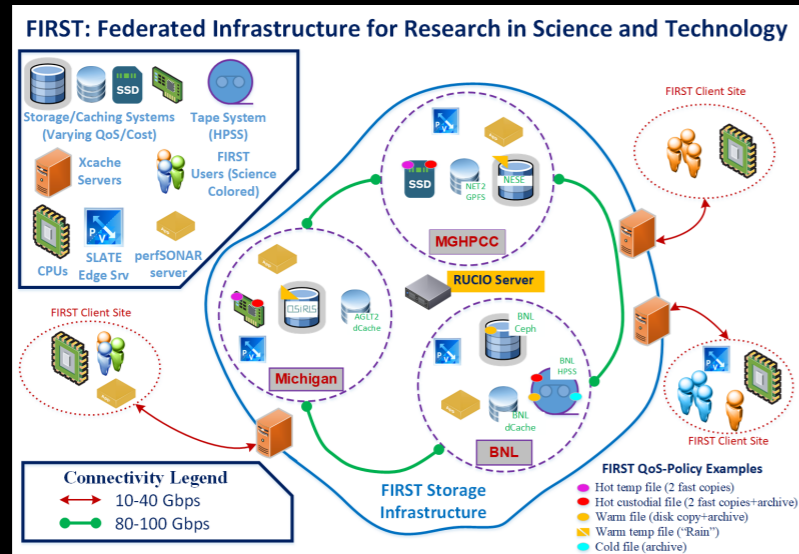 FIRST: Federated Infrastructure for Research in Science and Technology
SSD
Storage/Caching Systems
(Varying QoS/Cost)
Tape System
(HPSS)
Xcache
Servers
FIRST
Users (Science
Colored)
CPUs
SLATE
Edge Srv
perfSONAR
server
FIRST Client Site
SSD
NET2
GPFS
NESE
MGHPCC
RUCIO Server
OSiRIS
AGLT2
dCache
Michigan
BNL
Ceph
BNL
HPSS
BNL
dCache
BNL
FIRST Client Site
FIRST Client Site
FIRST Storage
Infrastructure
Connectivity Legend
10-40 Gbps
80-100 Gbps
FIRST QoS-Policy Examples
Hot temp file (2 fast copies)
Hot custodial file (2 fast copies+archive)
Warm file (disk copy+archive)
Warm temp file (“Rain”)
Cold file (archive)